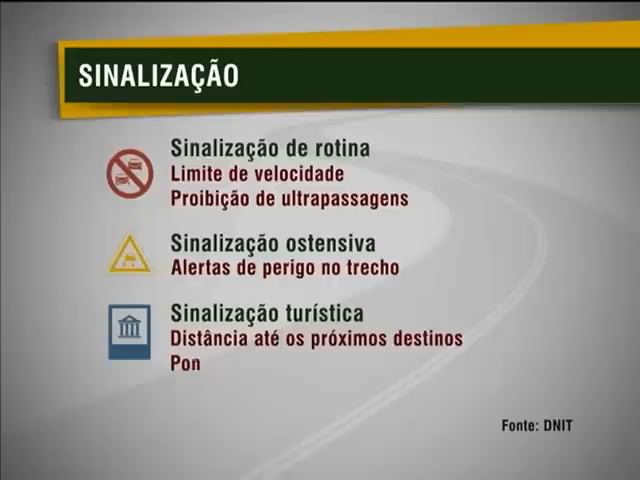 SINALIZAÇÃO
Sinalização de rotina
Limite de velocidade
Proibição de ultrapassagens
Sinalização ostensiva
Alertas de perigo no trecho
Sinalização turística
Distância até os próximos destinos
Pon
Fonte: DNIT